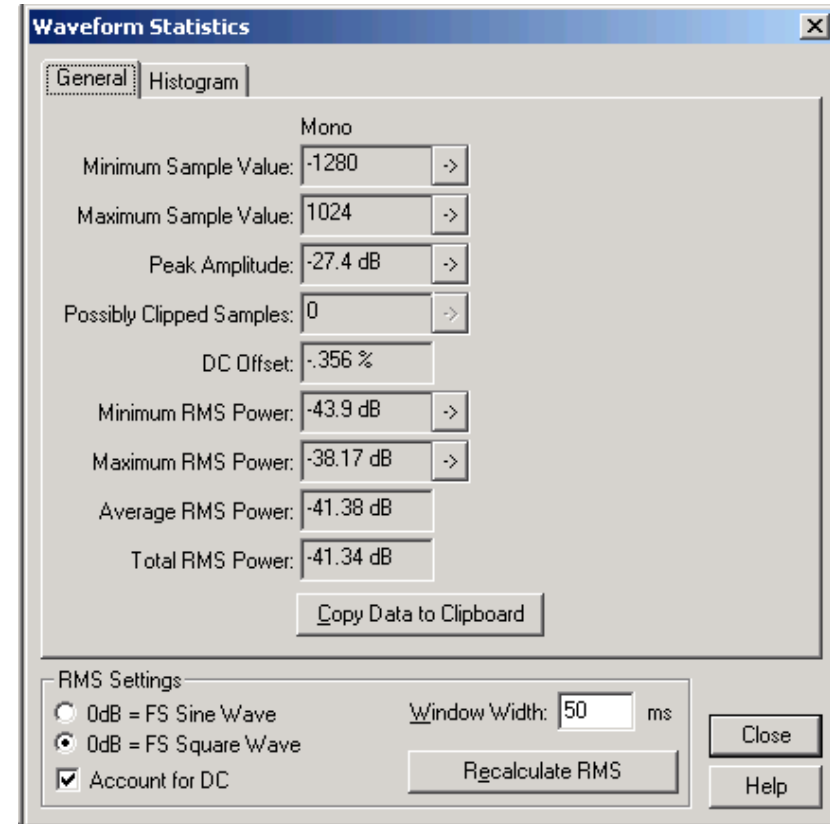 Waveform Statistics
General Histogram
Mono
Minimum Sample Value: -1280 ->
Maximum Sample Value: 1024 ->
Peak Amplitude: -27.4 dB ->
Possibly Clipped Samples: 0 ->
DC Offset: -.356 %
Minimum RMS Power: -43.9 dB ->
Maximum RMS Power: -38.17 dB ->
Average RMS Power: -41.38 dB
Total RMS Power: -41.34 dB
Copy Data to Clipboard
RMS Settings
0dB = FS Sine Wave
0dB = FS Square Wave
Account for DC
Window Width: 50 ms
Recalculate RMS
Close
Help